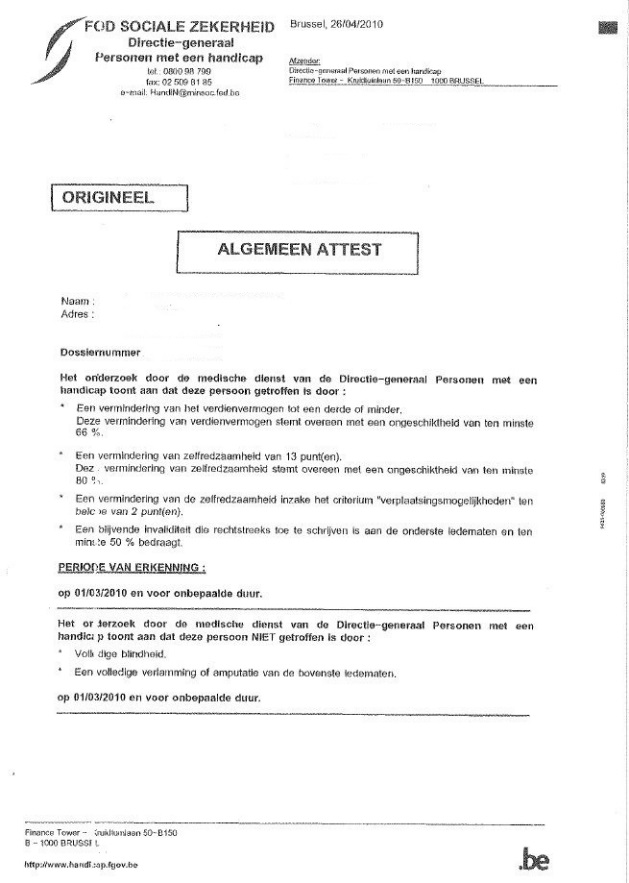 FOD SOCIALE ZEKERHEID
Directie-generaal
Personen met een handicap
tel.: 0800 98 799
fax: 02 509 81 85
e-mail: HandiN@minsoc.fed.be
Brussel, 26/04/2010
Afzender:
Directie-generaal Personen met een handicap
Finance Tower - Kruidtuinlaan 50-B150 1000 BRUSSEL
ORIGINEEL
ALGEMEEN ATTEST
Naam :
Adres :
Dossiernummer
Het onderzoek door de medische dienst van de Directie-generaal Personen met een
handicap toont aan dat deze persoon getroffen is door :
* Een vermindering van het verdienvermogen tot een derde of minder.
Deze vermindering van verdienvermogen stemt overeen met een ongeschiktheid van ten minste
66 %.
* Een vermindering van zelfredzaamheid van 13 punt(en).
Dez vermindering van zelfredzaamheid stemt overeen met een ongeschiktheid van ten minste
80 %.
* Een vermindering van de zelfredzaamheid inzake het criterium "verplaatsingsmogelijkheden" ten
belope van 2 punt(en).
* Een blijvende invaliditeit die rechtstreeks toe te schrijven is aan de onderste ledematen en ten
minste 50 % bedraagt.
PERIODE VAN ERKENNING :
op 01/03/2010 en voor onbepaalde duur.
Het onderzoek door de medische dienst van de Directie-generaal Personen met een
handicap toont aan dat deze persoon NIET getroffen is door :
* Volledige blindheid.
* Een volledige verlamming of amputatie van de bovenste ledematen.
op 01/03/2010 en voor onbepaalde duur.
Finance Tower - Kruidtuinlaan 50-B150
B - 1000 BRUSSEL
http://www.handicap.fgov.be
.be